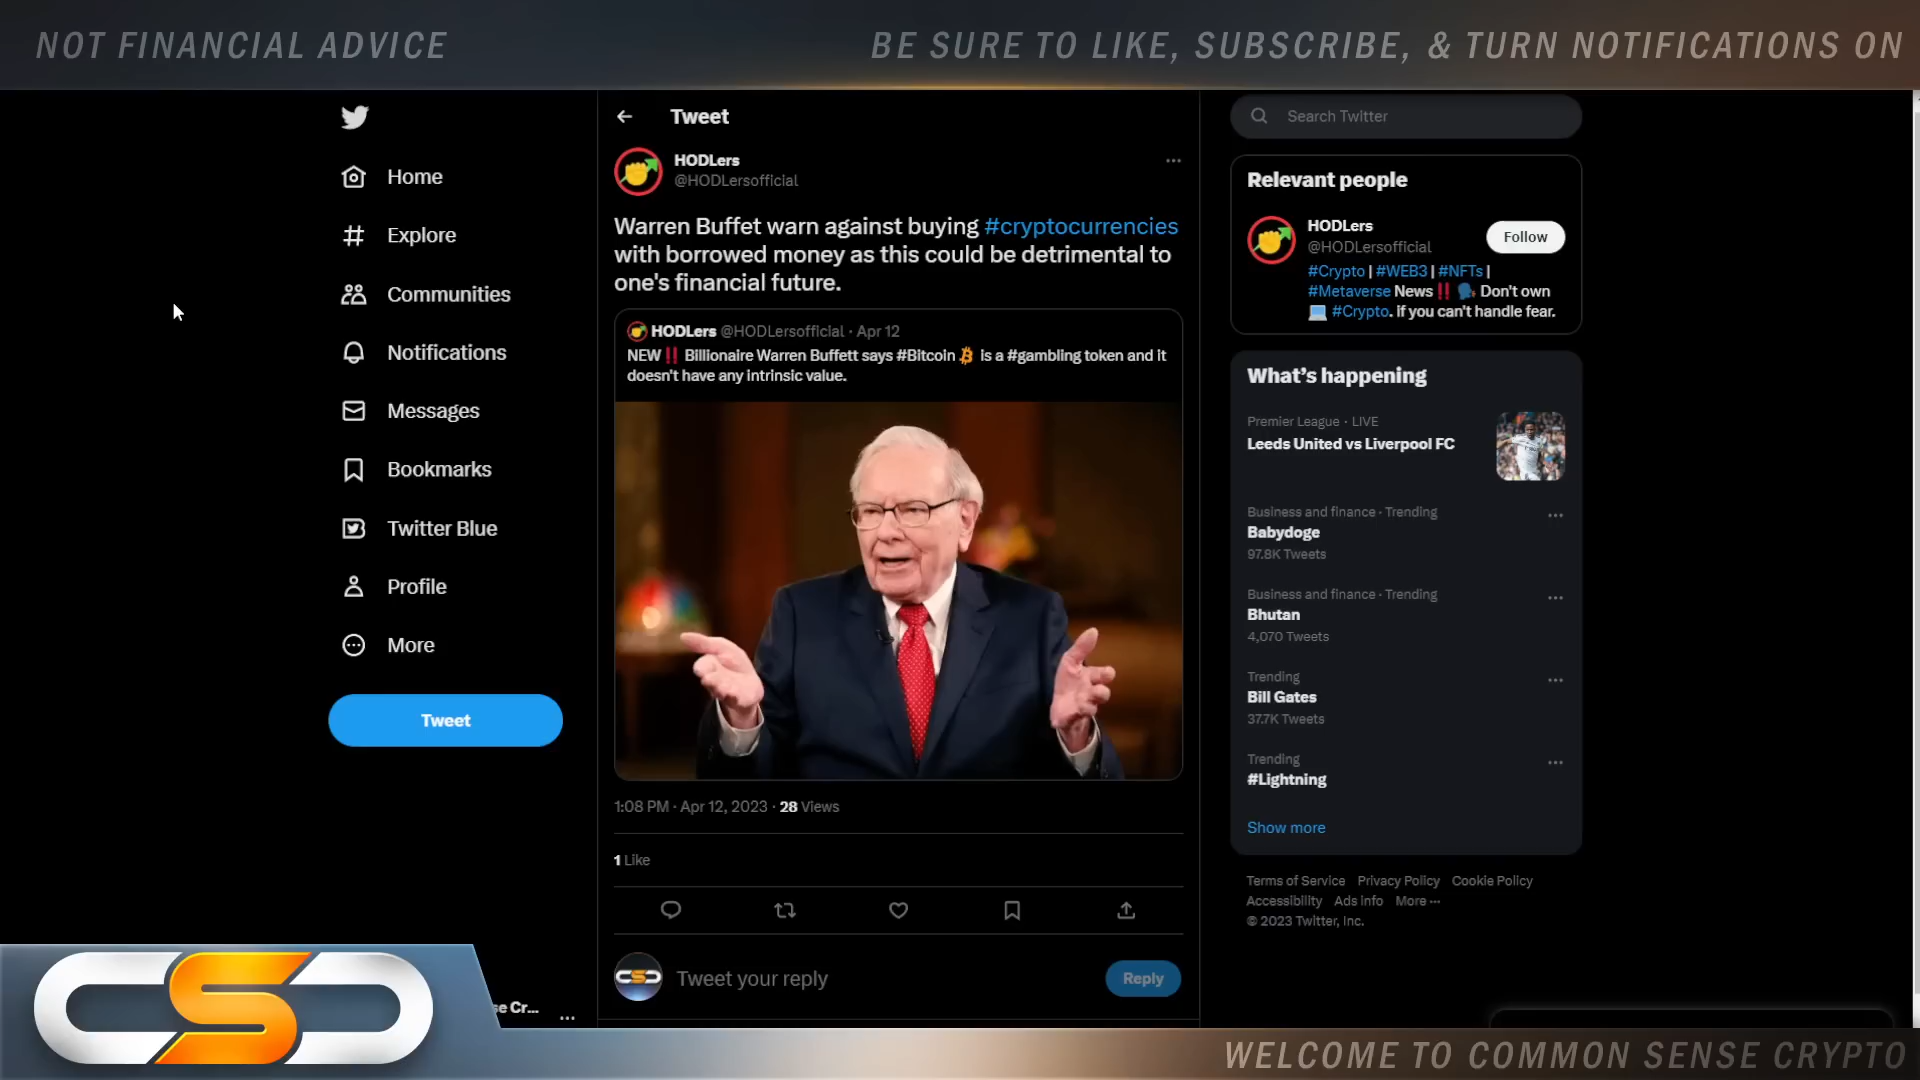 NOT FINANCIAL ADVICE
BE SURE TO LIKE, SUBSCRIBE, & TURN NOTIFICATIONS ON
Home
Explore
Communities
Notifications
Messages
Bookmarks
Twitter Blue
Profile
More
Tweet
se Cr...
Tweet
HODLers
@HODLersofficial
Warren Buffet warn against buying #cryptocurrencies
with borrowed money as this could be detrimental to
one's financial future.
HODLers @HODLersofficial · Apr 12
NEW‼️ Billionaire Warren Buffett says #Bitcoin is a #gambling token and it
doesn't have any intrinsic value.
1:08 PM · Apr 12, 2023 · 28 Views
1 Like
Tweet your reply
Reply
Search Twitter
Relevant people
HODLers
@HODLersofficial
Follow
#Crypto | #WEB3 | #NFTs |
#Metaverse News ‼️ 🗣️ Don't own
💻 #Crypto. if you can't handle fear.
What's happening
Premier League · LIVE
Leeds United vs Liverpool FC
Business and finance · Trending
Babydoge
97.8K Tweets
Business and finance · Trending
Bhutan
4,070 Tweets
Trending
Bill Gates
37.7K Tweets
Trending
#Lightning
Show more
Terms of Service Privacy Policy Cookie Policy
Accessibility Ads info More ···
© 2023 Twitter, Inc.
CSC
WELCOME TO COMMON SENSE CRYPTO